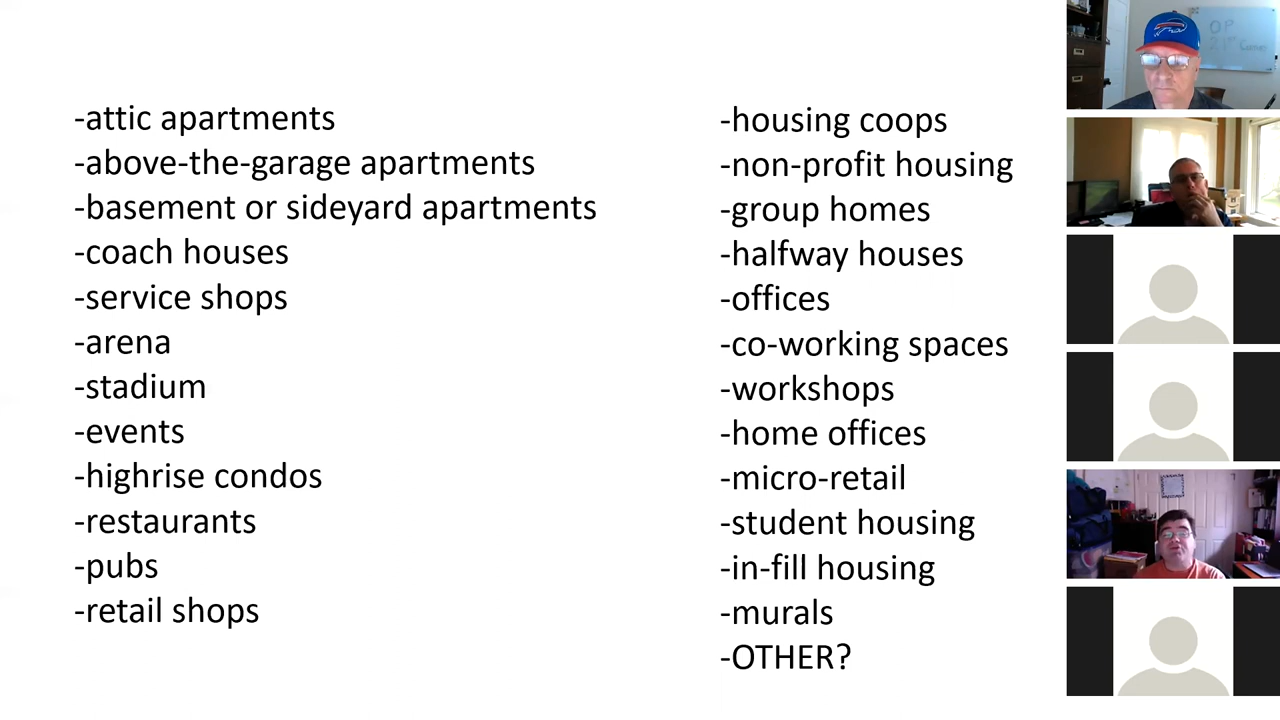 -attic apartments
-above-the-garage apartments
-basement or sideyard apartments
-coach houses
-service shops
-arena
-stadium
-events
-highrise condos
-restaurants
-pubs
-retail shops
-housing coops
-non-profit housing
-group homes
-halfway houses
-offices
-co-working spaces
-workshops
-home offices
-micro-retail
-student housing
-in-fill housing
-murals
-OTHER?
OP